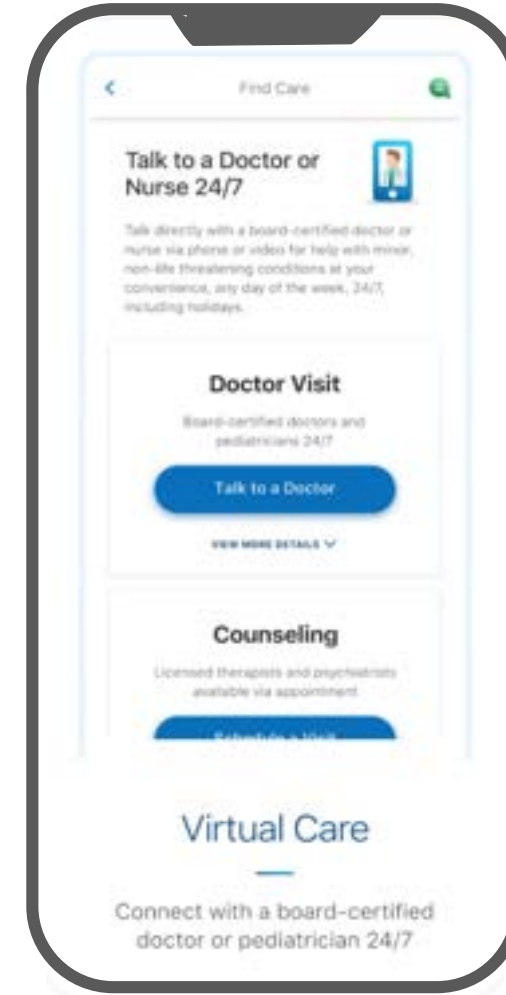 Find Care
Talk to a Doctor or
Nurse 24/7
Talk directly with a board-certified doctor or
nurse via phone or video for help with minor,
non-life threatening conditions at your
convenience, any day of the week, 24/7,
including holidays.
Doctor Visit
Board-certified doctors and
pediatricians 24/7
Talk to a Doctor
VIEW MORE DETAILS
Counseling
Licensed therapists and psychiatrists
available via appointment
Schedule a Visit
Virtual Care
Connect with a board-certified
doctor or pediatrician 24/7